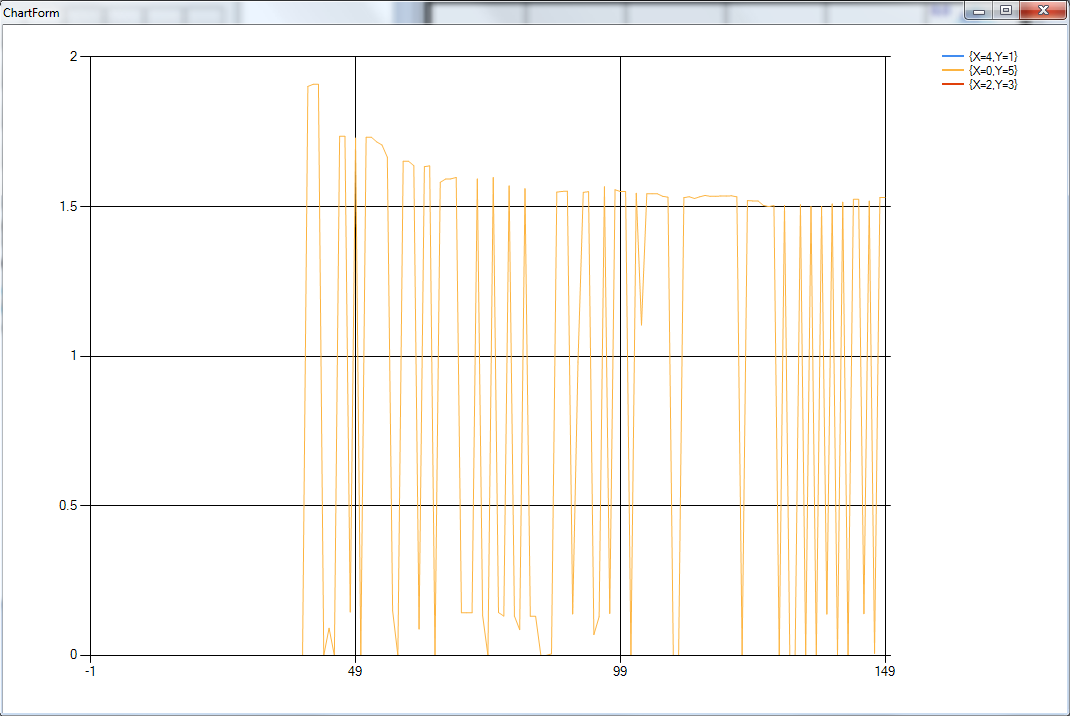 ChartForm
2
1.5
1
0.5
0
-1 49 99 149
{X=4,Y=1}
{X=0,Y=5}
{X=2,Y=3}